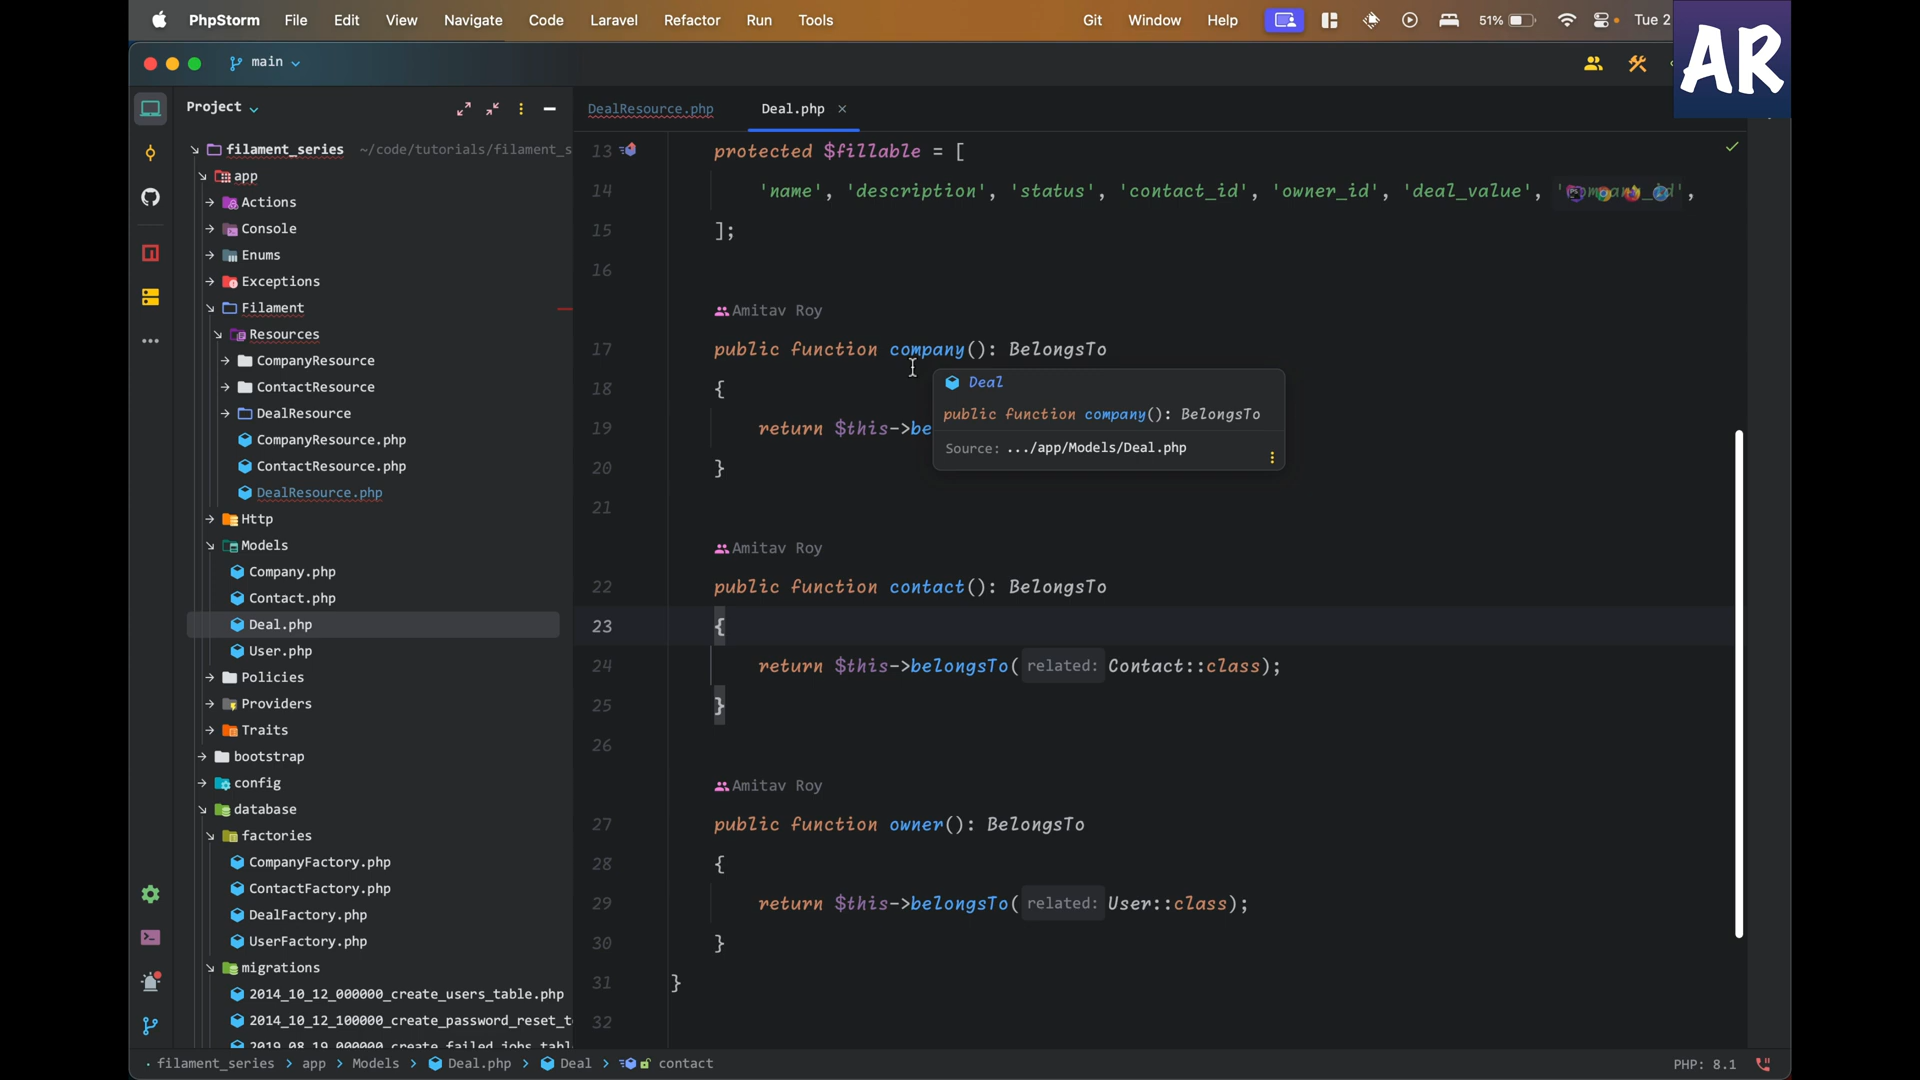 PhpStorm File Edit View Navigate Code Laravel Refactor Run Tools Git Window Help 51% Tue 2
AR
main
Project
DealResource.php Deal.php
filament_series ~/code/tutorials/filament_s
app
Actions
Console
Enums
Exceptions
Filament
Resources
CompanyResource
ContactResource
DealResource
CompanyResource.php
ContactResource.php
DealResource.php
Http
Models
Company.php
Contact.php
Deal.php
User.php
Policies
Providers
Traits
bootstrap
config
database
factories
CompanyFactory.php
ContactFactory.php
DealFactory.php
UserFactory.php
migrations
2014_10_12_000000_create_users_table.php
2014_10_12_100000_create_password_reset_t
2019_08_19_000000_create_failed_jobs_tabl
13 protected $fillable = [
14 'name', 'description', 'status', 'contact_id', 'owner_id', 'deal_value', 'company_id',
15 ];
16
Amitav Roy
17 public function company(): BelongsTo
18 {
19 return $this->be
20 }
21
Deal
public function company(): BelongsTo
Source: .../app/Models/Deal.php
Amitav Roy
22 public function contact(): BelongsTo
23 {
24 return $this->belongsTo( related: Contact::class);
25 }
26
Amitav Roy
27 public function owner(): BelongsTo
28 {
29 return $this->belongsTo( related: User::class);
30 }
31 }
32
filament_series > app > Models > Deal.php > Deal > contact PHP: 8.1